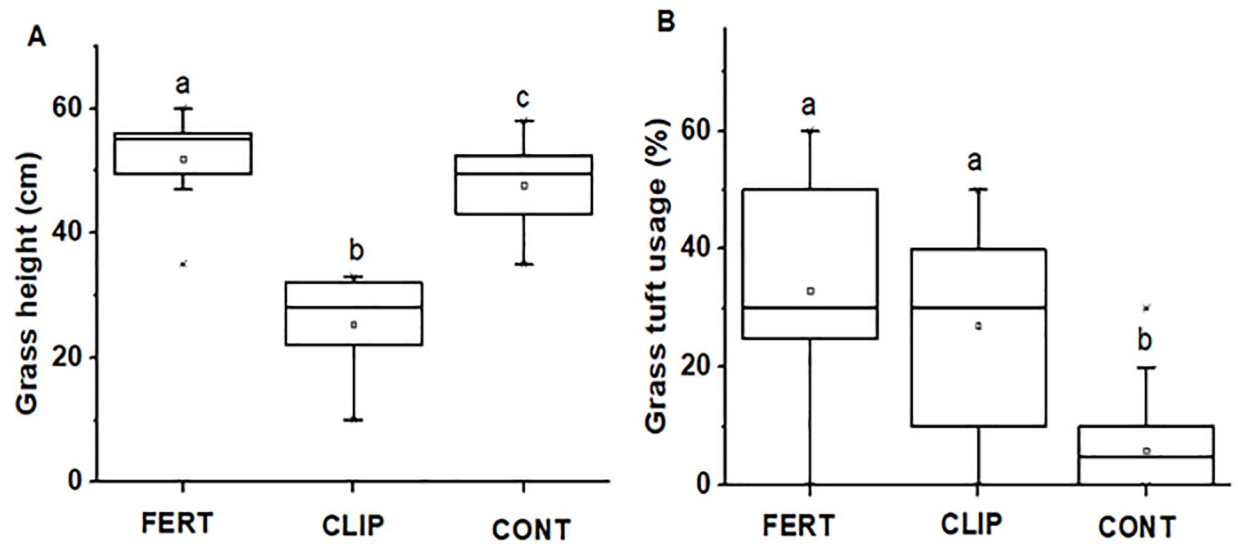 A
Grass height (cm)
60
40
20
0
a
b
c
FERT CLIP CONT
B
Grass tuft usage (%)
60
40
20
0
a
a
b
FERT CLIP CONT